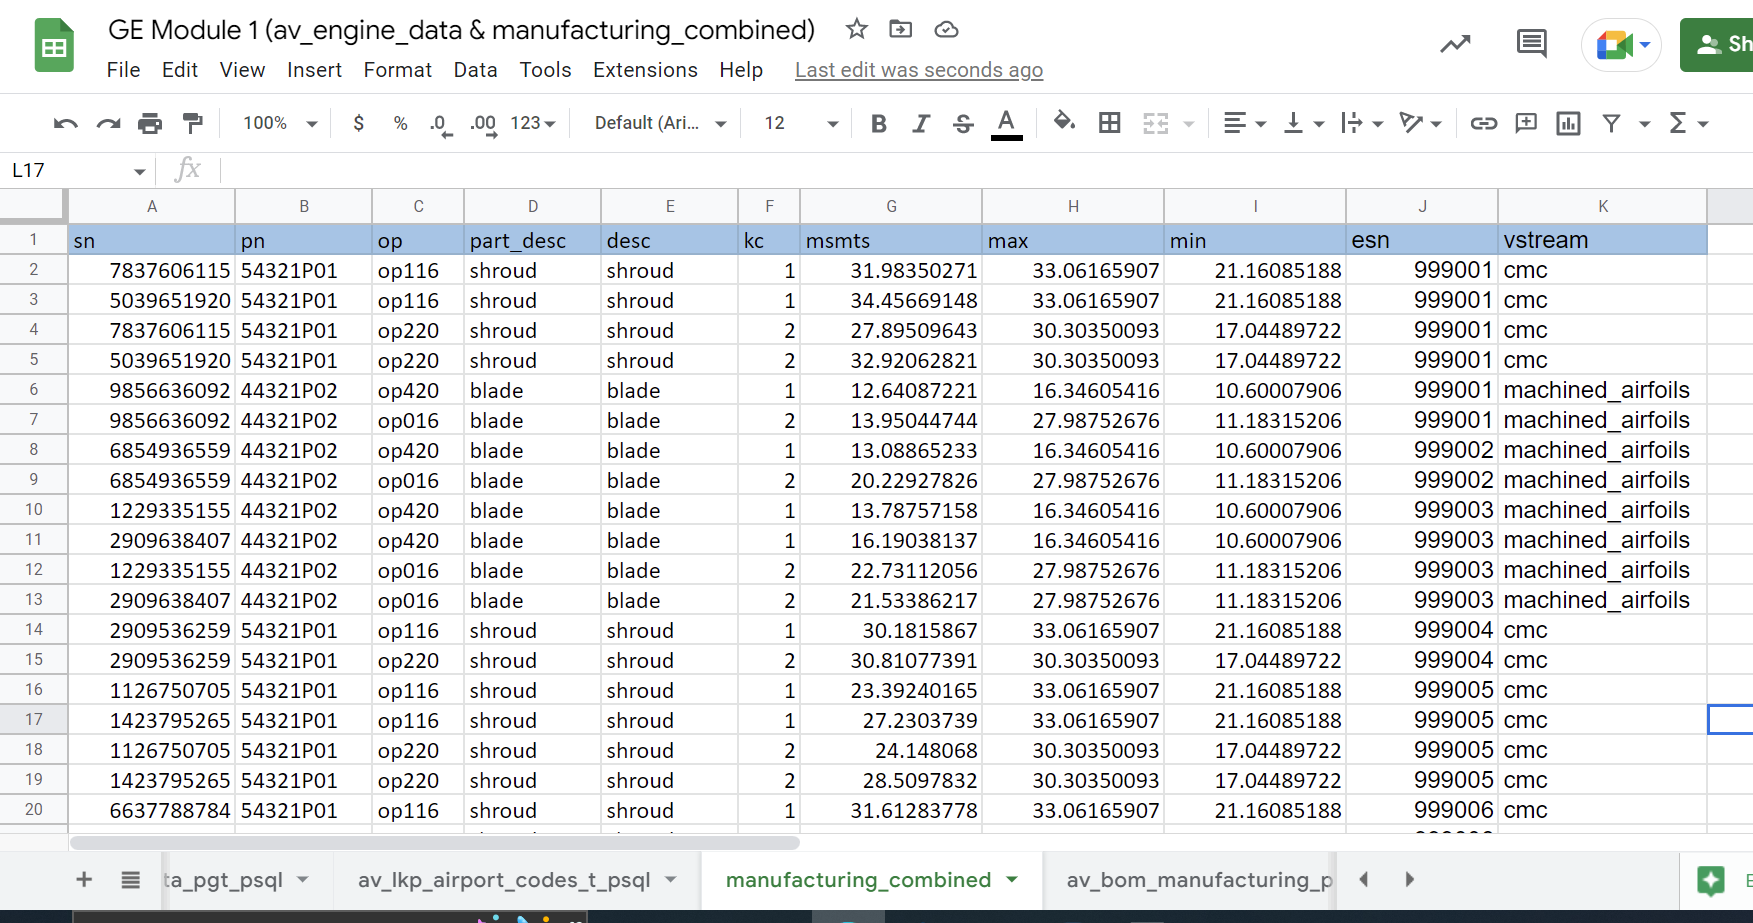 GE Module 1 (av_engine_data & manufacturing_combined)
Sh
File Edit View Insert Format Data Tools Extensions Help Last edit was seconds ago
100% $ % .0 .00 123 Default (Ari... 12 B I S A Σ
L17 fx
A B C D E F G H I J K
1 sn pn op part_desc desc kc msmts max min esn vstream
2 7837606115 54321P01 op116 shroud shroud 1 31.98350271 33.06165907 21.16085188 999001 cmc
3 5039651920 54321P01 op116 shroud shroud 1 34.45669148 33.06165907 21.16085188 999001 cmc
4 7837606115 54321P01 op220 shroud shroud 2 27.89509643 30.30350093 17.04489722 999001 cmc
5 5039651920 54321P01 op220 shroud shroud 2 32.92062821 30.30350093 17.04489722 999001 cmc
6 9856636092 44321P02 op420 blade blade 1 12.64087221 16.34605416 10.60007906 999001 machined_airfoils
7 9856636092 44321P02 op016 blade blade 2 13.95044744 27.98752676 11.18315206 999001 machined_airfoils
8 6854936559 44321P02 op420 blade blade 1 13.08865233 16.34605416 10.60007906 999002 machined_airfoils
9 6854936559 44321P02 op016 blade blade 2 20.22927826 27.98752676 11.18315206 999002 machined_airfoils
10 1229335155 44321P02 op420 blade blade 1 13.78757158 16.34605416 10.60007906 999003 machined_airfoils
11 2909638407 44321P02 op420 blade blade 1 16.19038137 16.34605416 10.60007906 999003 machined_airfoils
12 1229335155 44321P02 op016 blade blade 2 22.73112056 27.98752676 11.18315206 999003 machined_airfoils
13 2909638407 44321P02 op016 blade blade 2 21.53386217 27.98752676 11.18315206 999003 machined_airfoils
14 2909536259 54321P01 op116 shroud shroud 1 30.1815867 33.06165907 21.16085188 999004 cmc
15 2909536259 54321P01 op220 shroud shroud 2 30.81077391 30.30350093 17.04489722 999004 cmc
16 1126750705 54321P01 op116 shroud shroud 1 23.39240165 33.06165907 21.16085188 999005 cmc
17 1423795265 54321P01 op116 shroud shroud 1 27.2303739 33.06165907 21.16085188 999005 cmc
18 1126750705 54321P01 op220 shroud shroud 2 24.148068 30.30350093 17.04489722 999005 cmc
19 1423795265 54321P01 op220 shroud shroud 2 28.5097832 30.30350093 17.04489722 999005 cmc
20 6637788784 54321P01 op116 shroud shroud 1 31.61283778 33.06165907 21.16085188 999006 cmc
ta_pgt_psql av_lkp_airport_codes_t_psql manufacturing_combined av_bom_manufacturing_p